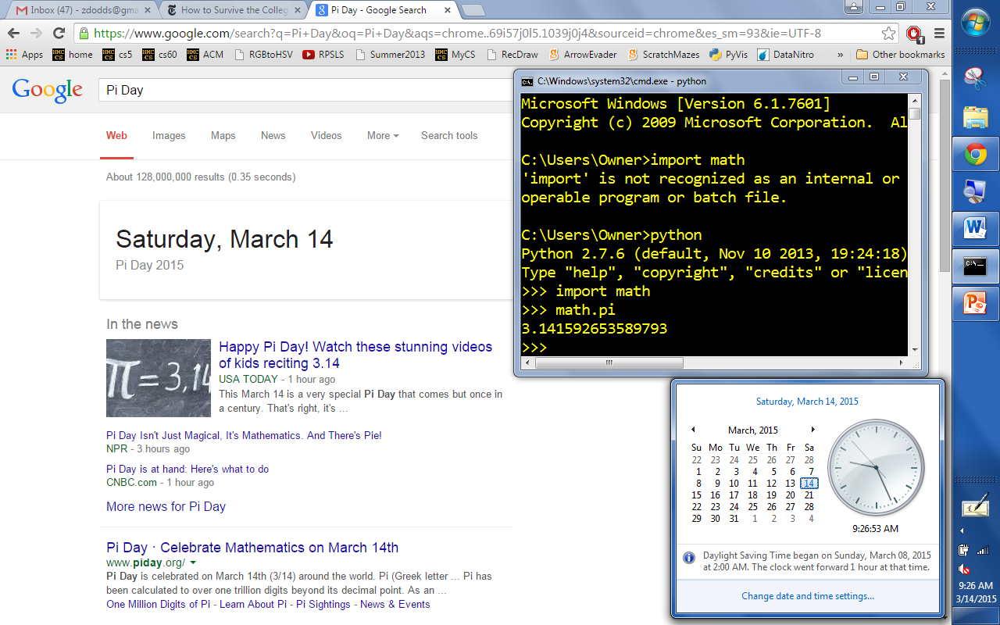 Inbox (47) - zdodds@gma
How to Survive the Colleg
Pi Day - Google Search
https://www.google.com/search?q=Pi+Day&oq=Pi+Day&aqs=chrome..69i57j0l5.1039j0j4&sourceid=chrome&es_sm=93&ie=UTF-8
1
Apps home cs5 cs60 ACM RGBtoHSV RPSLS Summer2013 MyCS RecDraw ArrowEvader ScratchMazes PyVis DataNitro » Other bookmarks
Google
Pi Day
Web Images Maps News Videos More Search tools
About 128,000,000 results (0.35 seconds)
Saturday, March 14
Pi Day 2015
In the news
π=3,14
Happy Pi Day! Watch these stunning videos
of kids reciting 3.14
USA TODAY - 1 hour ago
This March 14 is a very special Pi Day that comes but once in
a century. That's right, it's ...
Pi Day Isn't Just Magical, It's Mathematics. And There's Pie!
NPR - 3 hours ago
Pi Day is at hand: Here's what to do
CNBC.com - 1 hour ago
More news for Pi Day
Pi Day · Celebrate Mathematics on March 14th
www.piday.org/
Pi Day is celebrated on March 14th (3/14) around the world. Pi (Greek letter ... Pi has
been calculated to over one trillion digits beyond its decimal point. As an ...
One Million Digits of Pi - Learn About Pi - Pi Sightings - News & Events
C:\Windows\system32\cmd.exe - python
Microsoft Windows [Version 6.1.7601]
Copyright (c) 2009 Microsoft Corporation. Al
C:\Users\Owner>import math
'import' is not recognized as an internal or
operable program or batch file.
C:\Users\Owner>python
Python 2.7.6 (default, Nov 10 2013, 19:24:18)
Type "help", "copyright", "credits" or "licen
>>> import math
>>> math.pi
3.141592653589793
>>>
Saturday, March 14, 2015
March, 2015
Su Mo Tu We Th Fr Sa
22 23 24 25 26 27 28
1 2 3 4 5 6 7
8 9 10 11 12 13 14
15 16 17 18 19 20 21
22 23 24 25 26 27 28
29 30 31 1 2 3 4
9:26:53 AM
Daylight Saving Time began on Sunday, March 08, 2015
at 2:00 AM. The clock went forward 1 hour at that time.
Change date and time settings...
9:26 AM
3/14/2015